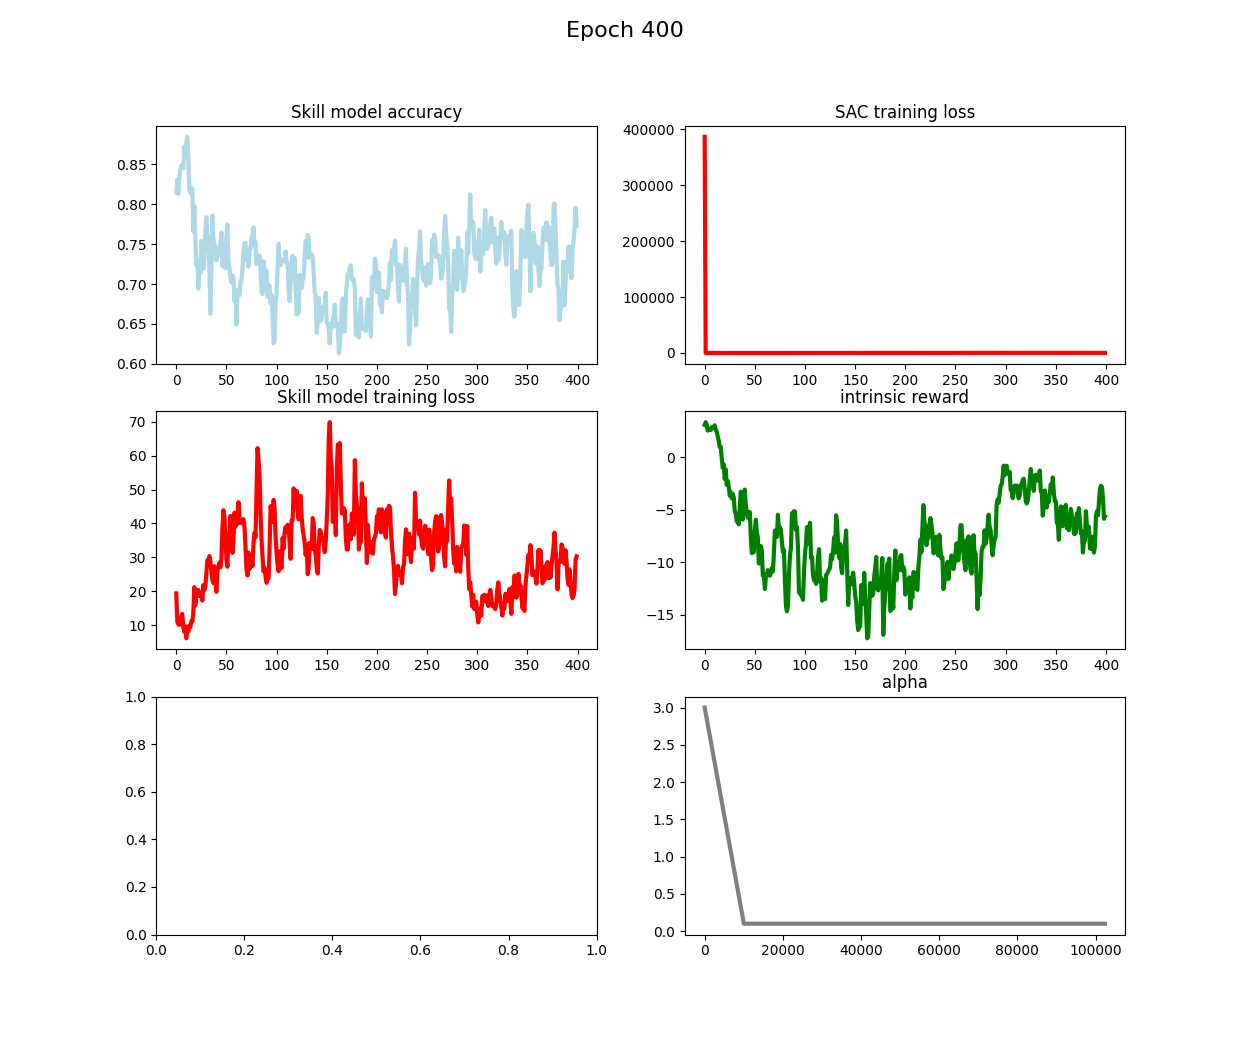 Epoch 400
Skill model accuracy
0.85
0.80
0.75
0.70
0.65
0.60
0 50 100 150 200 250 300 350 400
SAC training loss
400000
300000
200000
100000
0
0 50 100 150 200 250 300 350 400
Skill model training loss
70
60
50
40
30
20
10
0 50 100 150 200 250 300 350 400
intrinsic reward
0
−5
−10
−15
0 50 100 150 200 250 300 350 400
1.0
0.8
0.6
0.4
0.2
0.0
0.0 0.2 0.4 0.6 0.8 1.0
alpha
3.0
2.5
2.0
1.5
1.0
0.5
0.0
0 20000 40000 60000 80000 100000